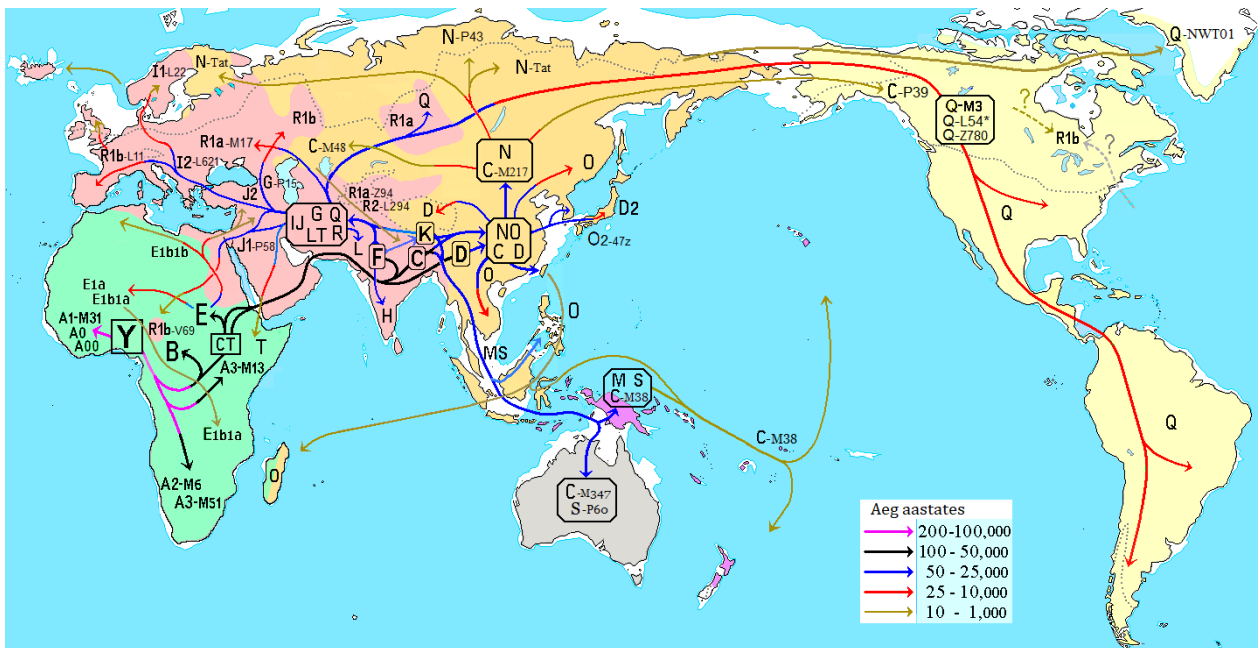 N-P43
Q-NWT01
I1-L22
N-Tat
N-Tat
Q
C-P39
R1b
R1a
Q-M3
Q-L54*
Q-Z780
?
R1b
?
R1a-M17
C-M48
N
C-M217
O
R1b-L11
I2-L621
G-P15
J2
R1a-Z94
R2-L294
D
D2
Q
G Q
IJ R
LT
L
F
K
C
D
NO
C D
O2-47z
J1-P58
E1b1b
O
E1a
E1b1a
H
O
A1-M31
A0
A00
Y
R1b-V69
E
CT
B
T
A3-M13
MS
M S
C-M38
Q
E1b1a
C-M38
O
A2-M6
A3-M51
C-M347
S-P60
Aeg aastates
200-100,000
100 - 50,000
50 - 25,000
25 - 10,000
10 - 1,000